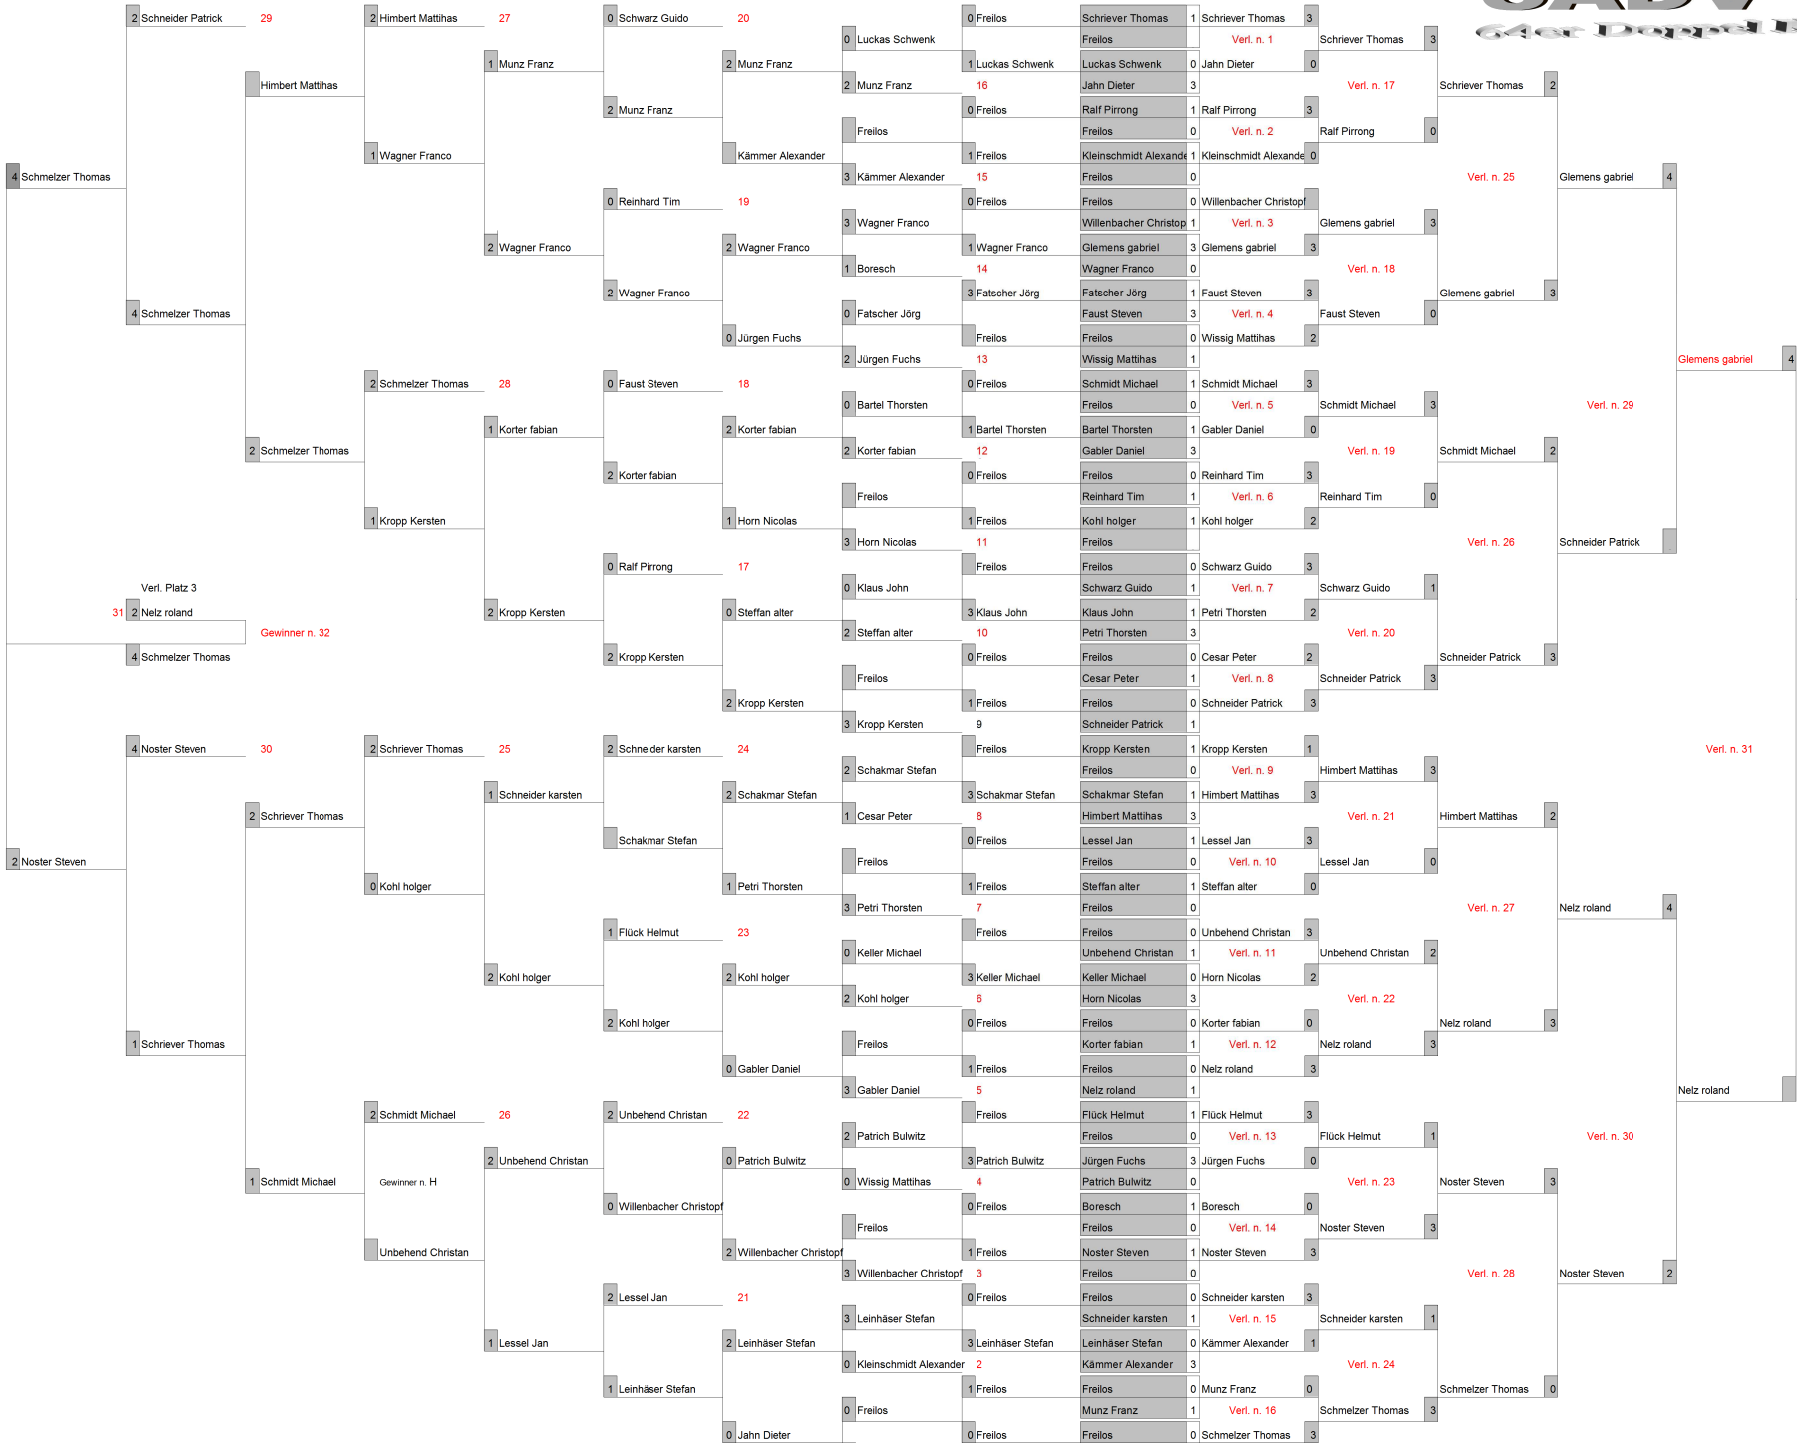 2 Schneider Patrick 29 2 Himbert Matthas 27 0 Schwarz Guido 20 0 Freilos Schriever Thomas 1 Schriever Thomas 3
64er Doppel
0 Luckas Schwenk Freilos Verl. n. 1 Schriever Thomas 3
1 Munz Franz 2 Munz Franz 1 Luckas Schwenk Luckas Schwenk 0 Jahn Dieter 0
Himbert Matthas 2 Munz Franz 16 Jahn Dieter 3 Verl. n. 17 Schriever Thomas 2
2 Munz Franz 0 Freilos Ralf Pirrong 1 Ralf Pirrong 3
Freilos Freilos 0 Verl. n. 2 Ralf Pirrong 0
1 Wagner Franco Kämmer Alexander 1 Freilos Kleinschmidt Alexande 1 Kleinschmidt Alexande 0
4 Schmelzer Thomas 3 Kämmer Alexander 15 Freilos 0 Verl. n. 25 Glemens gabriel 4
0 Reinhard Tim 19 0 Freilos Freilos 0 Willenbacher Christopf
3 Wagner Franco Willenbacher Christop 1 Verl. n. 3 Glemens gabriel 3
2 Wagner Franco 2 Wagner Franco 1 Wagner Franco Glemens gabriel 3 Glemens gabriel 3
1 Boresch 14 Wagner Franco 0 Verl. n. 18
2 Wagner Franco 3 Fatscher Jörg Fatscher Jörg 1 Faust Steven 3 Glemens gabriel 3
4 Schmelzer Thomas 0 Fatscher Jörg Faust Steven 3 Verl. n. 4 Faust Steven 0
0 Jürgen Fuchs Freilos Freilos 0 Wissig Mattihas 2
2 Jürgen Fuchs 13 Wissig Mattihas 1 Glemens gabriel 4
2 Schmelzer Thomas 28 0 Faust Steven 18 0 Freilos Schmidt Michael 1 Schmidt Michael 3
0 Bartel Thorsten Freilos 0 Verl. n. 5 Schmidt Michael 3 Verl. n. 29
1 Korter fabian 2 Korter fabian 1 Bartel Thorsten Bartel Thorsten 1 Gabler Daniel 0
2 Schmelzer Thomas 2 Korter fabian 12 Gabler Daniel 3 Verl. n. 19 Schmidt Michael 2
2 Korter fabian 0 Freilos Freilos 0 Reinhard Tim 3
Freilos Reinhard Tim 1 Verl. n. 6 Reinhard Tim 0
1 Kropp Kersten 1 Horn Nicolas 1 Freilos Kohl holger 1 Kohl holger 2
3 Horn Nicolas 11 Freilos Verl. n. 26 Schneider Patrick
0 Ralf Pirrong 17 Freilos Freilos 0 Schwarz Guido 3
Verl. Platz 3 0 Klaus John Schwarz Guido 1 Verl. n. 7 Schwarz Guido 1
31 2 Nelz roland 2 Kropp Kersten 0 Steffan alter 3 Klaus John Klaus John 1 Petri Thorsten 2
Gewinner n. 32 2 Steffan alter 10 Petri Thorsten 3 Verl. n. 20
4 Schmelzer Thomas 2 Kropp Kersten 0 Freilos Freilos 0 Cesar Peter 2 Schneider Patrick 3
Freilos Cesar Peter 1 Verl. n. 8 Schneider Patrick 3
2 Kropp Kersten 1 Freilos Freilos 0 Schneider Patrick 3
3 Kropp Kersten 9 Schneider Patrick 1
4 Noster Steven 30 2 Schriever Thomas 25 2 Schneder karsten 24 Freilos Kropp Kersten 1 Kropp Kersten 1 Verl. n. 31
2 Schakmar Stefan Freilos 0 Verl. n. 9 Himbert Mattihas 3
1 Schneider karsten 2 Schakmar Stefan 3 Schakmar Stefan Schakmar Stefan 1 Himbert Mattihas 3
2 Schriever Thomas 1 Cesar Peter 8 Himbert Mattihas 3 Verl. n. 21 Himbert Mattihas 2
Schakmar Stefan 0 Freilos Lessel Jan 1 Lessel Jan 3
2 Noster Steven Freilos Freilos 0 Verl. n. 10 Lessel Jan 0
0 Kohl holger 1 Petri Thorsten 1 Freilos Steffan alter 1 Steffan alter 0
3 Petri Thorsten 7 Freilos 0 Verl. n. 27 Nelz roland 4
1 Flück Helmut 23 Freilos Freilos 0 Unbehend Christan 3
0 Keller Michael Unbehend Christan 1 Verl. n. 11 Unbehend Christan 2
2 Kohl holger 2 Kohl holger 3 Keller Michael Keller Michael 0 Horn Nicolas 2
2 Kohl holger 6 Horn Nicolas 3 Verl. n. 22
2 Kohl holger 0 Freilos Freilos 0 Korter fabian 0 Nelz roland 3
1 Schriever Thomas Freilos Korter fabian 1 Verl. n. 12 Nelz roland 3
0 Gabler Daniel 1 Freilos Freilos 0 Nelz roland 3
3 Gabler Daniel 5 Nelz roland 1 Nelz roland
2 Schmidt Michael 26 2 Unbehend Christan 22 Freilos Flück Helmut 1 Flück Helmut 3
2 Patrich Bulwitz Freilos 0 Verl. n. 13 Flück Helmut 1 Verl. n. 30
2 Unbehend Christan 0 Patrich Bulwitz 3 Patrich Bulwitz Jürgen Fuchs 3 Jürgen Fuchs 0
1 Schmidt Michael Gewinner n. H 0 Wissig Mattihas 4 Patrich Bulwitz 0 Verl. n. 23 Noster Steven 3
0 Willenbacher Christopf 0 Freilos Boresch 1 Boresch 0
Freilos Freilos 0 Verl. n. 14 Noster Steven 3
Unbehend Christan 2 Willenbacher Christopf 1 Freilos Noster Steven 1 Noster Steven 3
3 Willenbacher Christopf 3 Freilos 0 Verl. n. 28 Noster Steven 2
2 Lessel Jan 21 0 Freilos Freilos 0 Schneider karsten 3
3 Leinhäser Stefan Schneider karsten 1 Verl. n. 15 Schneider karsten 1
1 Lessel Jan 2 Leinhäser Stefan 3 Leinhäser Stefan Leinhäser Stefan 0 Kämmer Alexander 1
0 Kleinschmidt Alexander 2 Kämmer Alexander 3 Verl. n. 24
1 Leinhäser Stefan 1 Freilos Freilos 0 Munz Franz 0 Schmelzer Thomas 0
0 Freilos Munz Franz 1 Verl. n. 16 Schmelzer Thomas 3
0 Jahn Dieter 0 Freilos Freilos 0 Schmelzer Thomas 3